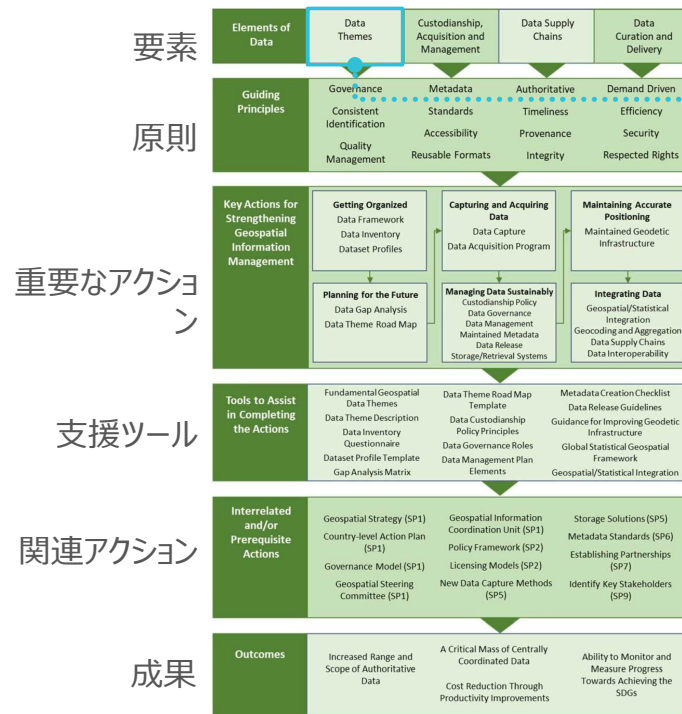 要素
Elements of
Data
Data
Themes
Custodianship,
Acquisition and
Management
Data Supply
Chains
Data
Curation and
Delivery
原則
Guiding
Principles
Governance
Consistent
Identification
Quality
Management
Metadata
Standards
Accessibility
Reusable Formats
Authoritative
Timeliness
Provenance
Integrity
Demand Driven
Efficiency
Security
Respected Rights
重要なアクショ
ン
Key Actions for
Strengthening
Geospatial
Information
Management
Getting Organized
Data Framework
Data Inventory
Dataset Profiles
Planning for the Future
Data Gap Analysis
Data Theme Road Map
Capturing and Acquiring
Data
Data Capture
Data Acquisition Program
Managing Data Sustainably
Custodianship Policy
Data Governance
Data Management
Maintained Metadata
Data Release
Storage/Retrieval Systems
Maintaining Accurate
Positioning
Maintained Geodetic
Infrastructure
Integrating Data
Geospatial/Statistical
Integration
Geocoding and Aggregation
Data Supply Chains
Data Interoperability
支援ツール
Tools to Assist
in Completing
the Actions
Fundamental Geospatial
Data Themes
Data Theme Description
Data Inventory
Questionnaire
Dataset Profile Template
Gap Analysis Matrix
Data Theme Road Map
Template
Data Custodianship
Policy Principles
Data Governance Roles
Data Management Plan
Elements
Metadata Creation Checklist
Data Release Guidelines
Guidance for Improving Geodetic
Infrastructure
Global Statistical Geospatial
Framework
Geospatial/Statistical Integration
関連アクション
Interrelated
and/or
Prerequisite
Actions
Geospatial Strategy (SP1)
Country-level Action Plan
(SP1)
Governance Model (SP1)
Geospatial Steering
Committee (SP1)
Geospatial Information
Coordination Unit (SP1)
Policy Framework (SP2)
Licensing Models (SP2)
New Data Capture Methods
(SP5)
Storage Solutions (SP5)
Metadata Standards (SP6)
Establishing Partnerships
(SP7)
Identify Key Stakeholders
(SP9)
成果
Outcomes
Increased Range and
Scope of Authoritative
Data
A Critical Mass of Centrally
Coordinated Data
Cost Reduction Through
Productivity Improvements
Ability to Monitor and
Measure Progress
Towards Achieving the
SDGs